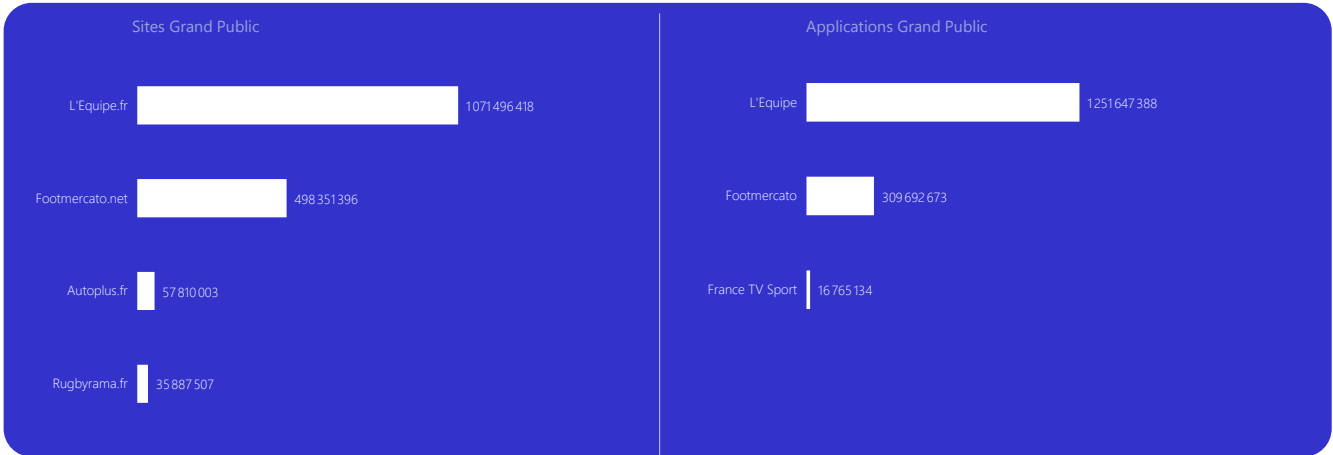 Sites Grand Public
L'Equipe.fr 1 071 496 418
Footmercato.net 498 351 396
Autoplus.fr 57 810 003
Rugbyrama.fr 35 887 507
Applications Grand Public
L'Equipe 1 251 647 388
Footmercato 309 692 673
France TV Sport 16 765 134